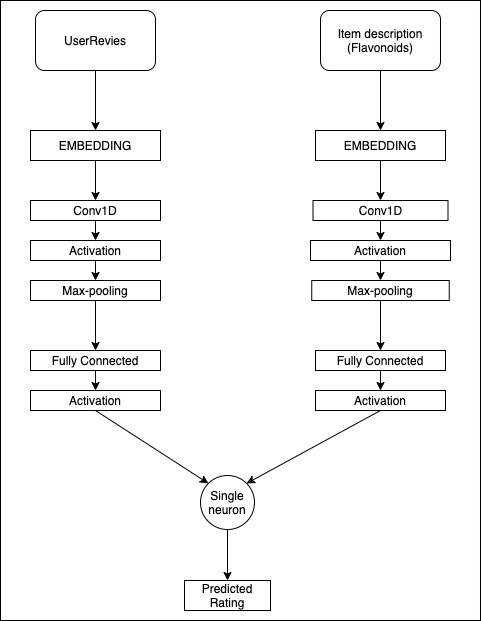 UserRevies
Item description
(Flavonoids)
EMBEDDING
EMBEDDING
Conv1D
Conv1D
Activation
Activation
Max-pooling
Max-pooling
Fully Connected
Fully Connected
Activation
Activation
Single
neuron
Predicted
Rating